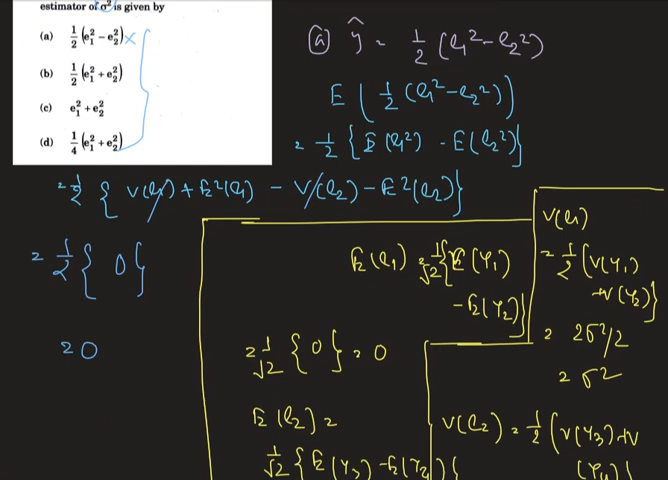 estimator of σ² is given by
(a) 1/2 (e₁² − e₂²) ×
(b) 1/2 (e₁² + e₂²)
(c) e₁² + e₂²
(d) 1/4 (e₁² + e₂²)
ⓐ ŷ = 1/2 (e₁² − e₂²)
E ( 1/2 (e₁² − e₂²) )
= 1/2 { E(e₁²) − E(e₂²) }
= 1/2 { V(e₁) + E²(e₁) − V(e₂) − E²(e₂) }
= 1/2 { 0 }
= 0
E(e₁) = 1/√2 { E(Y₁)
− E(Y₂) }
= 1/√2 { 0 } = 0
E(e₂) =
1/√2 { E(Y₃) − E(Y₄) }
V(e₁)
= 1/2 ( V(Y₁)
+ V(Y₂) }
= 2σ²/2
= σ²
V(e₂) = 1/2 ( V(Y₃) + V
(Y₄) }